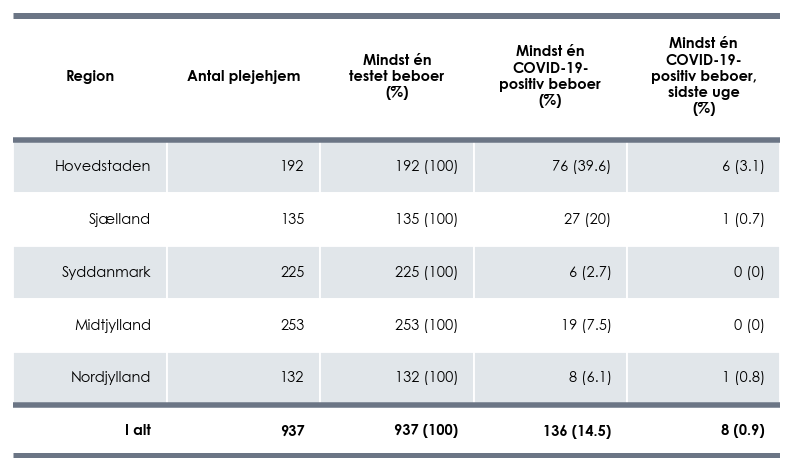 Region Antal plejehjem Mindst én testet beboer (%) Mindst én COVID-19-positiv beboer (%) Mindst én COVID-19-positiv beboer, sidste uge (%)
Hovedstaden 192 192 (100) 76 (39.6) 6 (3.1)
Sjælland 135 135 (100) 27 (20) 1 (0.7)
Syddanmark 225 225 (100) 6 (2.7) 0 (0)
Midtjylland 253 253 (100) 19 (7.5) 0 (0)
Nordjylland 132 132 (100) 8 (6.1) 1 (0.8)
I alt 937 937 (100) 136 (14.5) 8 (0.9)